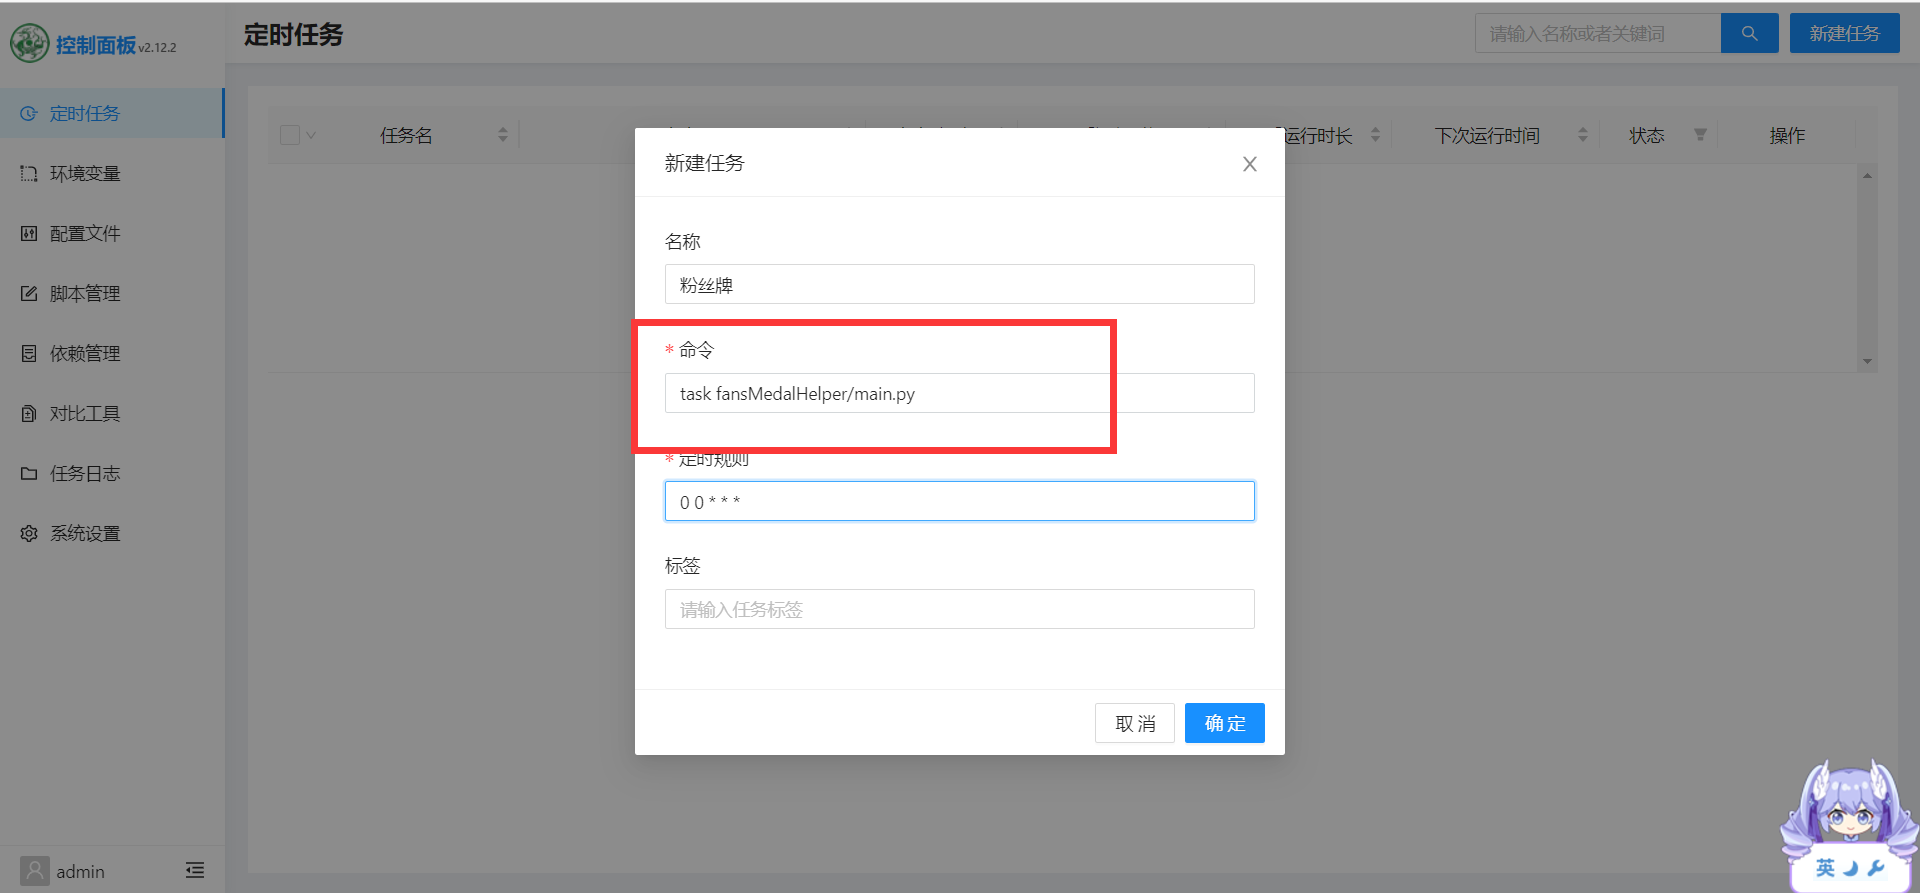 控制面板 v2.12.2
定时任务
请输入名称或者关键词
新建任务
定时任务
环境变量
配置文件
脚本管理
依赖管理
对比工具
任务日志
系统设置
admin
任务名
运行时长
下次运行时间
状态
操作
新建任务
名称
粉丝牌
* 命令
task fansMedalHelper/main.py
* 定时规则
0 0 * * *
标签
请输入任务标签
取 消
确 定
英